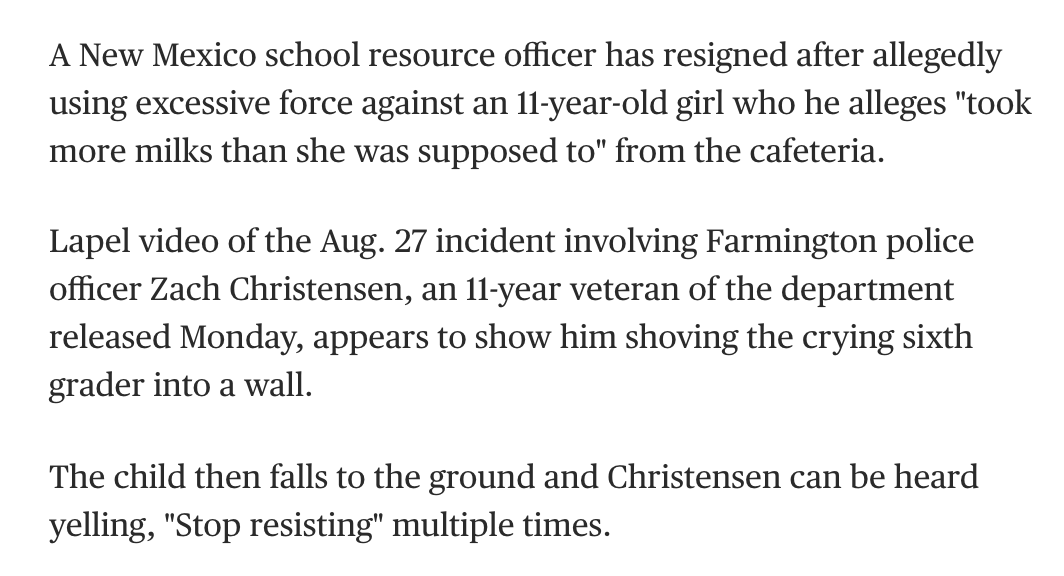 A New Mexico school resource officer has resigned after allegedly
using excessive force against an 11-year-old girl who he alleges "took
more milks than she was supposed to" from the cafeteria.
Lapel video of the Aug. 27 incident involving Farmington police
officer Zach Christensen, an 11-year veteran of the department
released Monday, appears to show him shoving the crying sixth
grader into a wall.
The child then falls to the ground and Christensen can be heard
yelling, "Stop resisting" multiple times.